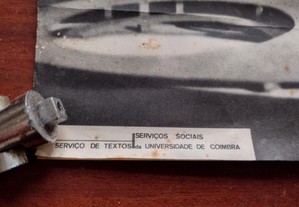 SERVIÇOS SOCIAIS
SERVIÇO DE TEXTOS da UNIVERSIDADE DE COIMBRA